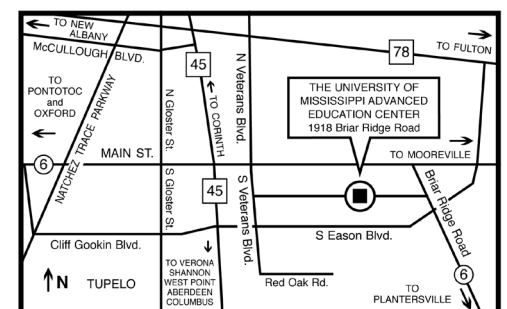 TO NEW
ALBANY
McCULLOUGH BLVD.
78
TO FULTON
45
TO
PONTOTOC
and
OXFORD
NATCHEZ TRACE PARKWAY
N Gloster St.
TO CORINTH
N Veterans Blvd.
THE UNIVERSITY OF
MISSISSIPPI ADVANCED
EDUCATION CENTER
1918 Briar Ridge Road
MAIN ST.
TO MOOREVILLE
6
S Gloster St.
45
S Veterans Blvd.
Briar Ridge Road
Cliff Gookin Blvd.
S Eason Blvd.
N
TUPELO
TO VERONA
SHANNON
WEST POINT
ABERDEEN
COLUMBUS
Red Oak Rd.
6
TO
PLANTERSVILLE